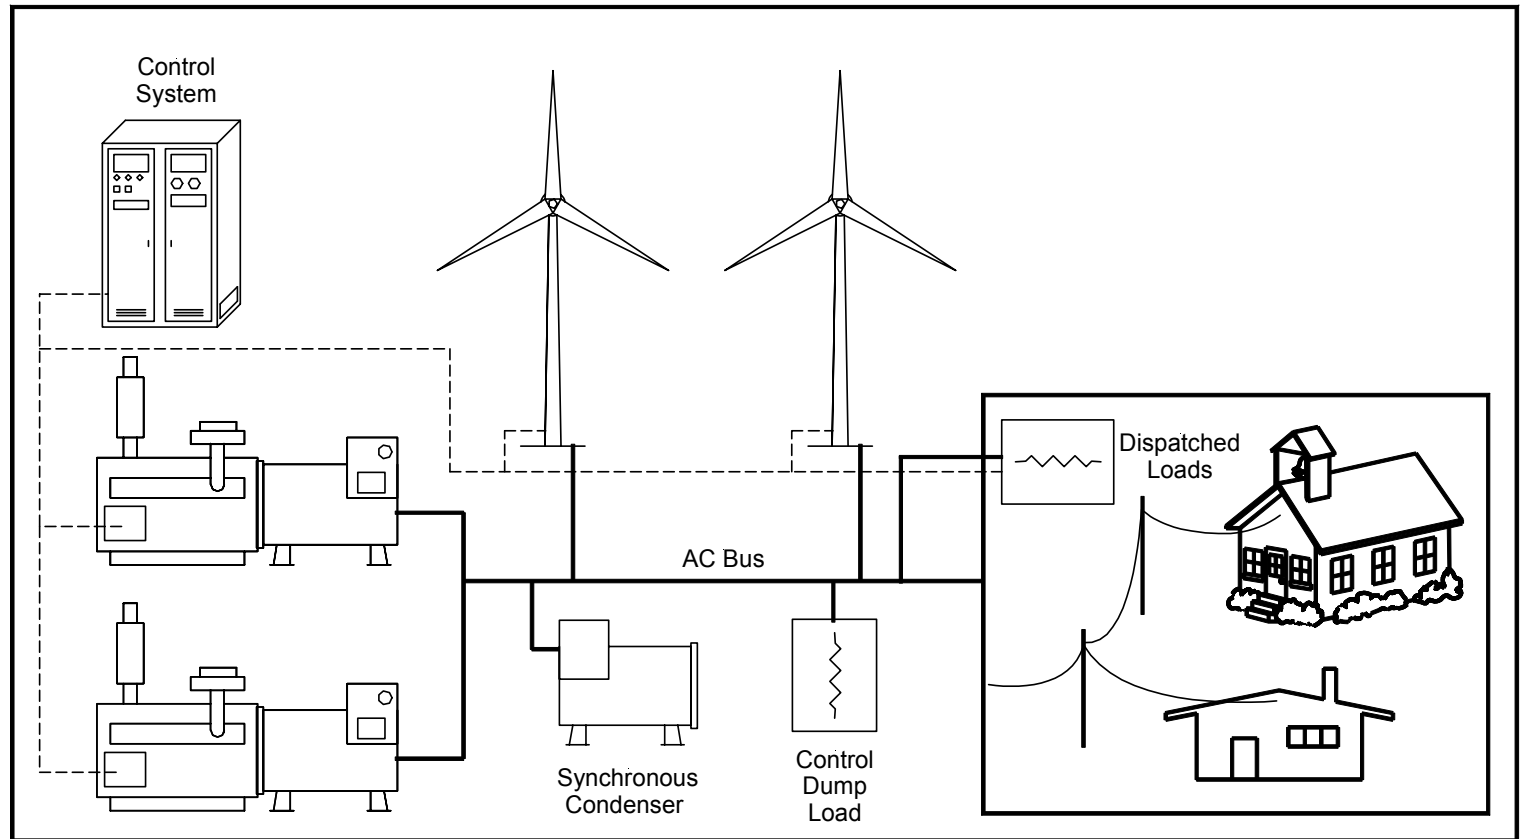 Control
System
Dispatched
Loads
AC Bus
Synchronous
Condenser
Control
Dump
Load